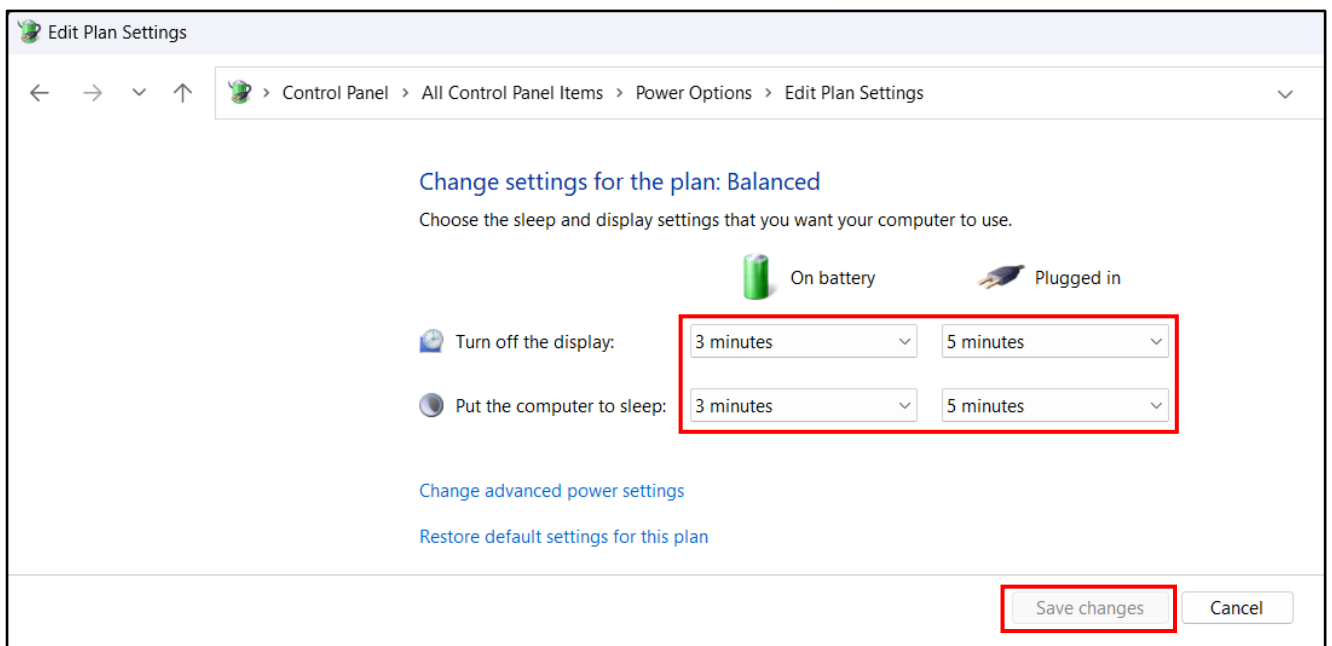 Edit Plan Settings
Control Panel > All Control Panel Items > Power Options > Edit Plan Settings
Change settings for the plan: Balanced
Choose the sleep and display settings that you want your computer to use.
On battery Plugged in
Turn off the display: 3 minutes 5 minutes
Put the computer to sleep: 3 minutes 5 minutes
Change advanced power settings
Restore default settings for this plan
Save changes Cancel